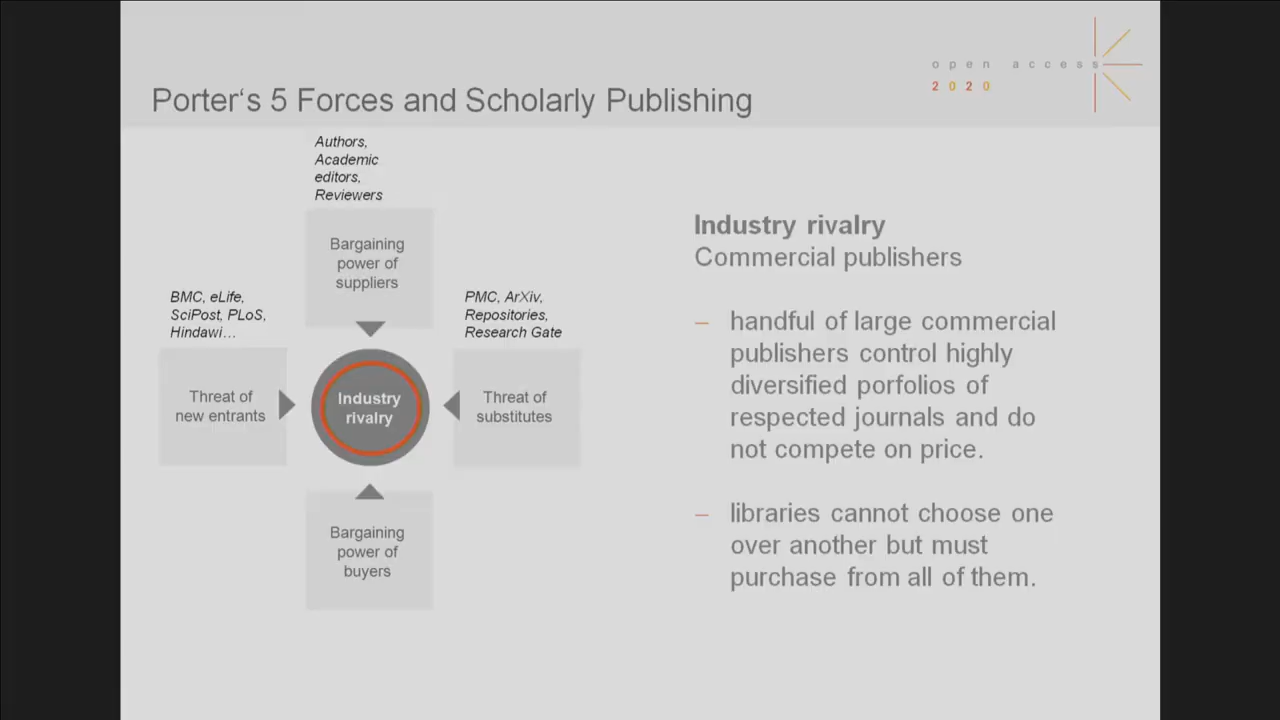 open access
2020
Porter‘s 5 Forces and Scholarly Publishing
Authors,
Academic
editors,
Reviewers
Bargaining
power of
suppliers
BMC, eLife,
SciPost, PLoS,
Hindawi…
PMC, ArXiv,
Repositories,
Research Gate
Threat of
new entrants
Industry
rivalry
Threat of
substitutes
Bargaining
power of
buyers
Industry rivalry
Commercial publishers
– handful of large commercial
publishers control highly
diversified porfolios of
respected journals and do
not compete on price.
– libraries cannot choose one
over another but must
purchase from all of them.